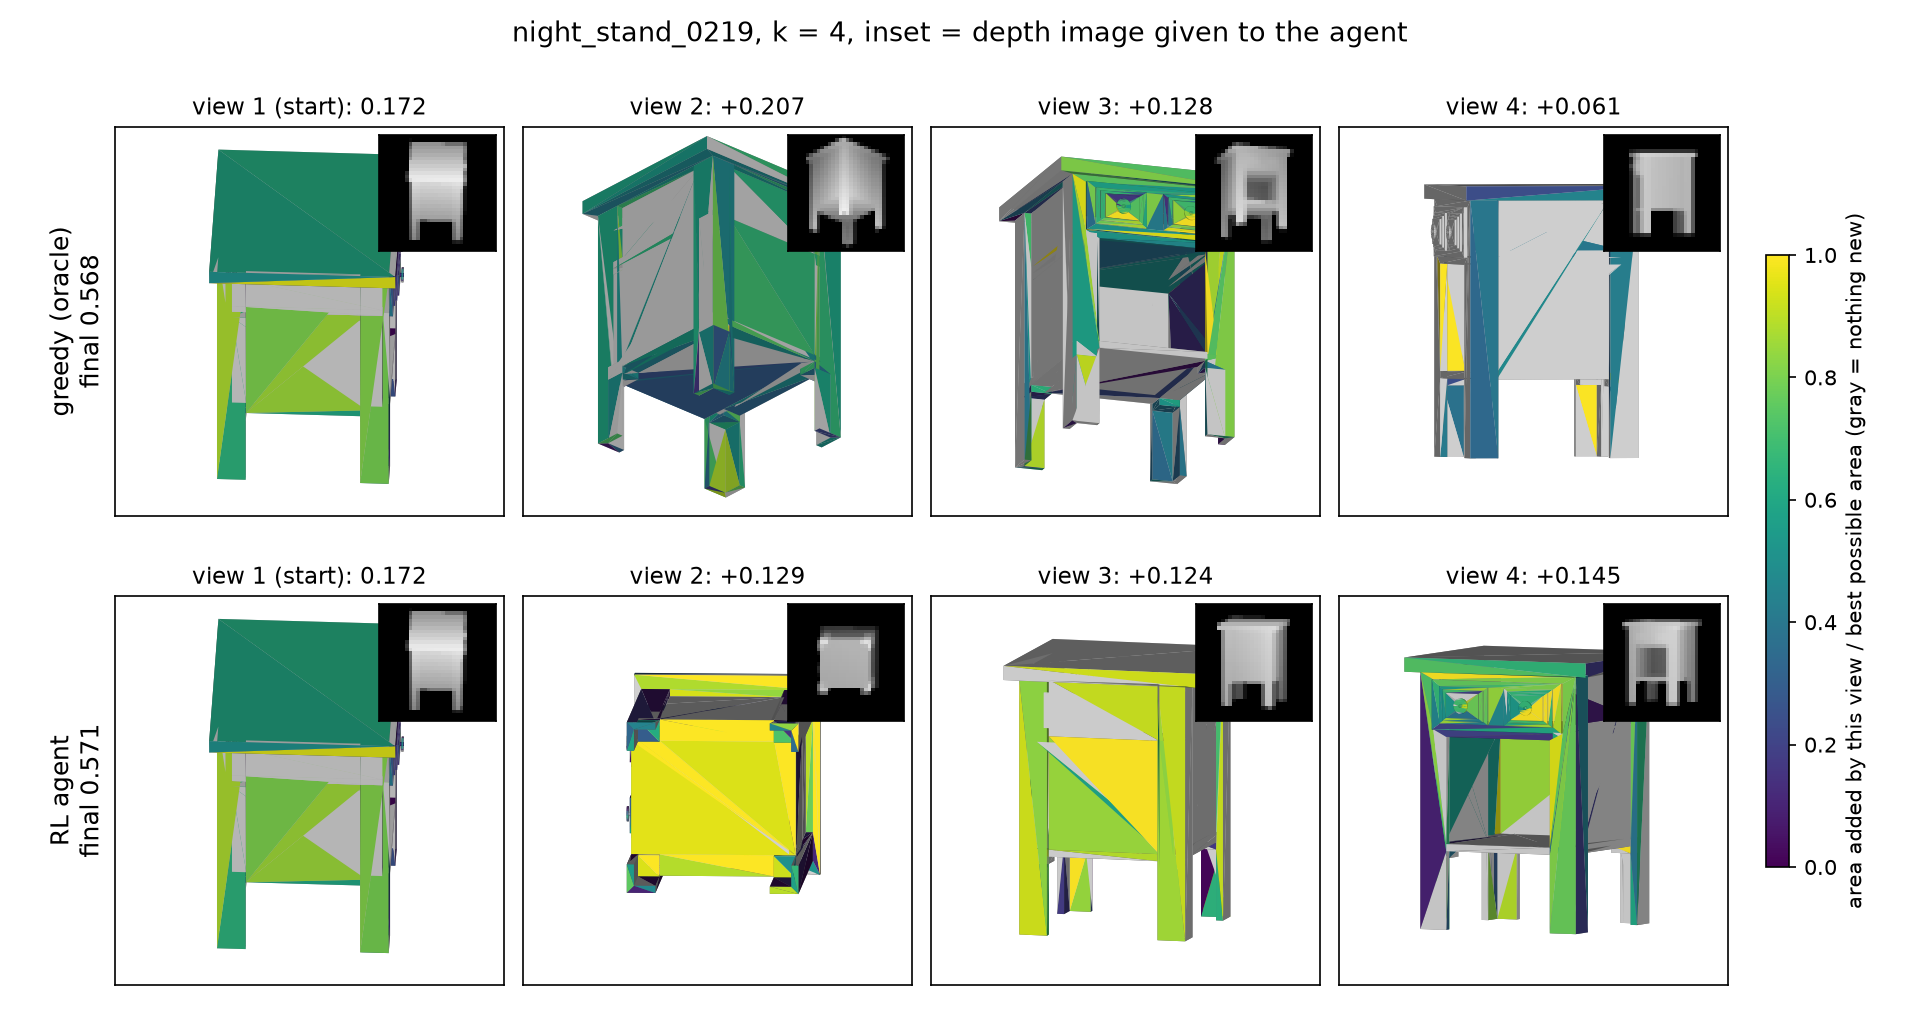 night_stand_0219, k = 4, inset = depth image given to the agent
greedy (oracle)
final 0.568
view 1 (start): 0.172
view 2: +0.207
view 3: +0.128
view 4: +0.061
RL agent
final 0.571
view 1 (start): 0.172
view 2: +0.129
view 3: +0.124
view 4: +0.145
1.0
0.8
0.6
0.4
0.2
0.0
area added by this view / best possible area (gray = nothing new)